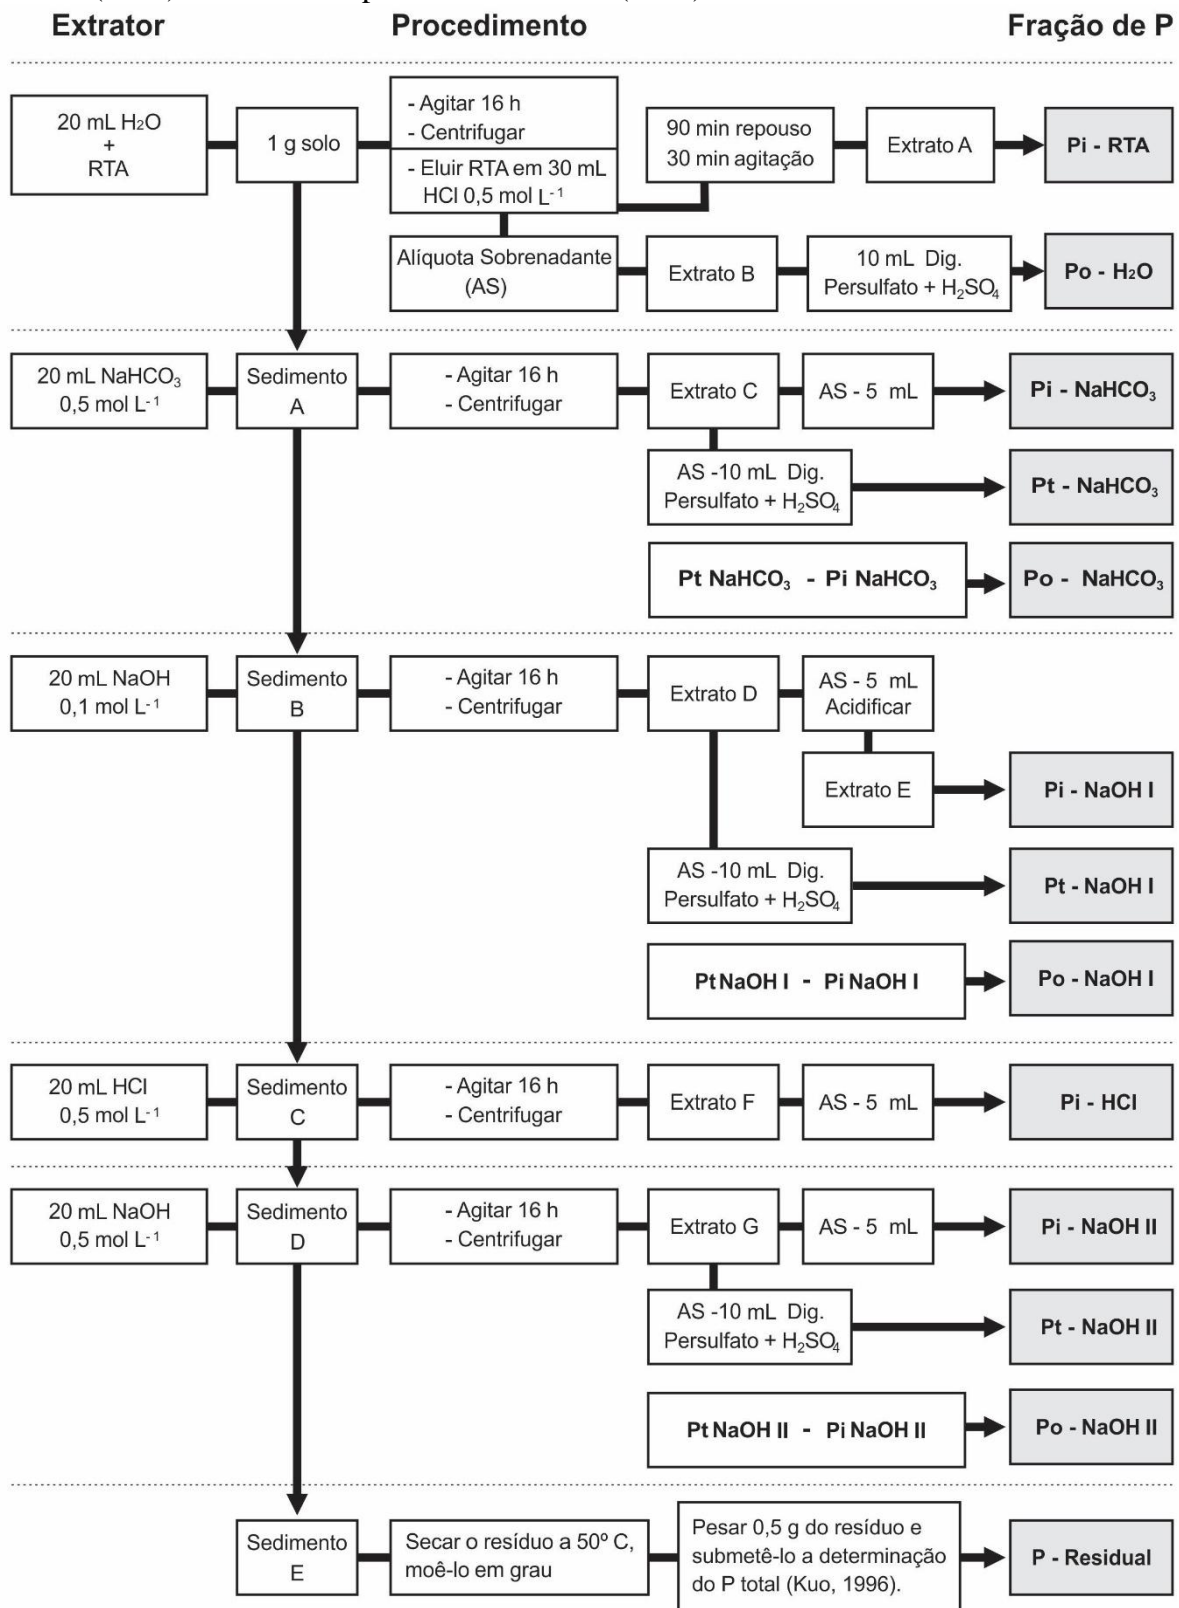 Extrator Procedimento Fração de P
20 mL H₂O
+
RTA
1 g solo
- Agitar 16 h
- Centrifugar
- Eluir RTA em 30 mL
HCl 0,5 mol L⁻¹
90 min repouso
30 min agitação
Extrato A
Pi - RTA
Alíquota Sobrenadante
(AS)
Extrato B
10 mL Dig.
Persulfato + H₂SO₄
Po - H₂O
20 mL NaHCO₃
0,5 mol L⁻¹
Sedimento
A
- Agitar 16 h
- Centrifugar
Extrato C
AS - 5 mL
Pi - NaHCO₃
AS -10 mL Dig.
Persulfato + H₂SO₄
Pt - NaHCO₃
Pt NaHCO₃ - Pi NaHCO₃
Po - NaHCO₃
20 mL NaOH
0,1 mol L⁻¹
Sedimento
B
- Agitar 16 h
- Centrifugar
Extrato D
AS - 5 mL
Acidificar
Extrato E
Pi - NaOH I
AS -10 mL Dig.
Persulfato + H₂SO₄
Pt - NaOH I
Pt NaOH I - Pi NaOH I
Po - NaOH I
20 mL HCl
0,5 mol L⁻¹
Sedimento
C
- Agitar 16 h
- Centrifugar
Extrato F
AS - 5 mL
Pi - HCl
20 mL NaOH
0,5 mol L⁻¹
Sedimento
D
- Agitar 16 h
- Centrifugar
Extrato G
AS - 5 mL
Pi - NaOH II
AS -10 mL Dig.
Persulfato + H₂SO₄
Pt - NaOH II
Pt NaOH II - Pi NaOH II
Po - NaOH II
Sedimento
E
Secar o resíduo a 50º C,
moê-lo em grau
Pesar 0,5 g do resíduo e
submetê-lo a determinação
do P total (Kuo, 1996).
P - Residual